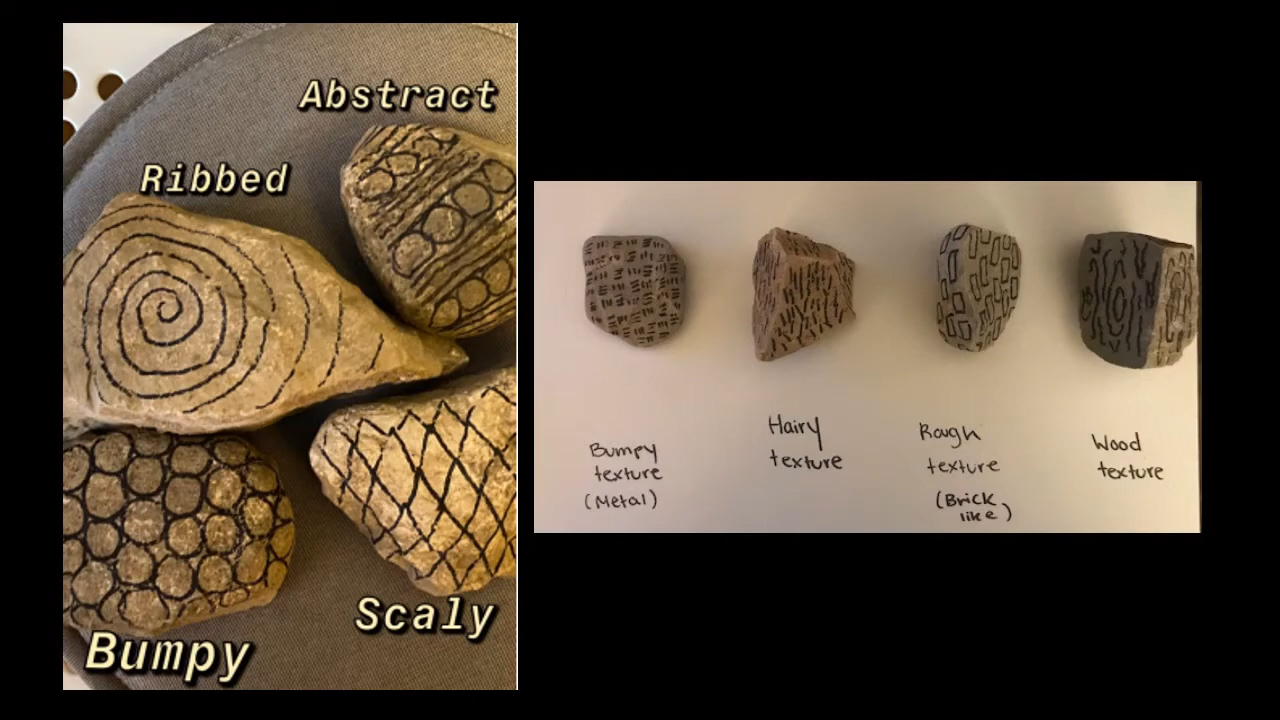 Abstract
Ribbed
Scaly
Bumpy
Bumpy
texture
(Metal)
Hairy
texture
Rough
texture
(Brick
like)
Wood
texture